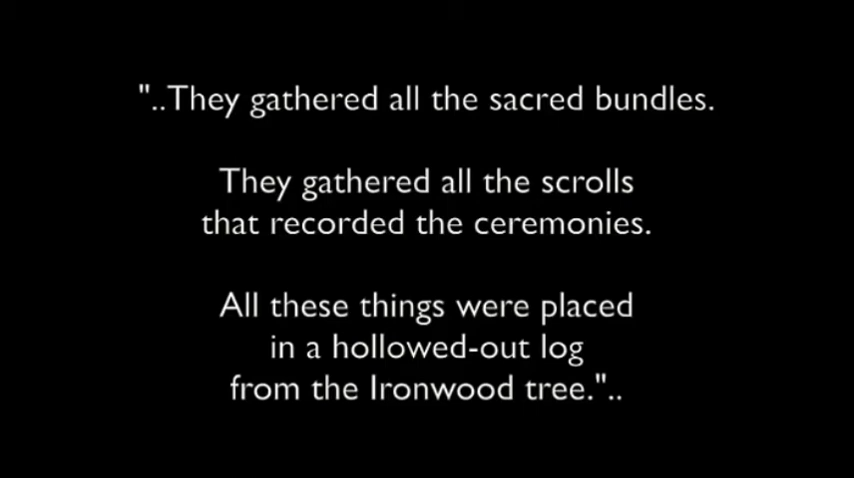 "..They gathered all the sacred bundles.
They gathered all the scrolls
that recorded the ceremonies.
All these things were placed
in a hollowed-out log
from the Ironwood tree."..